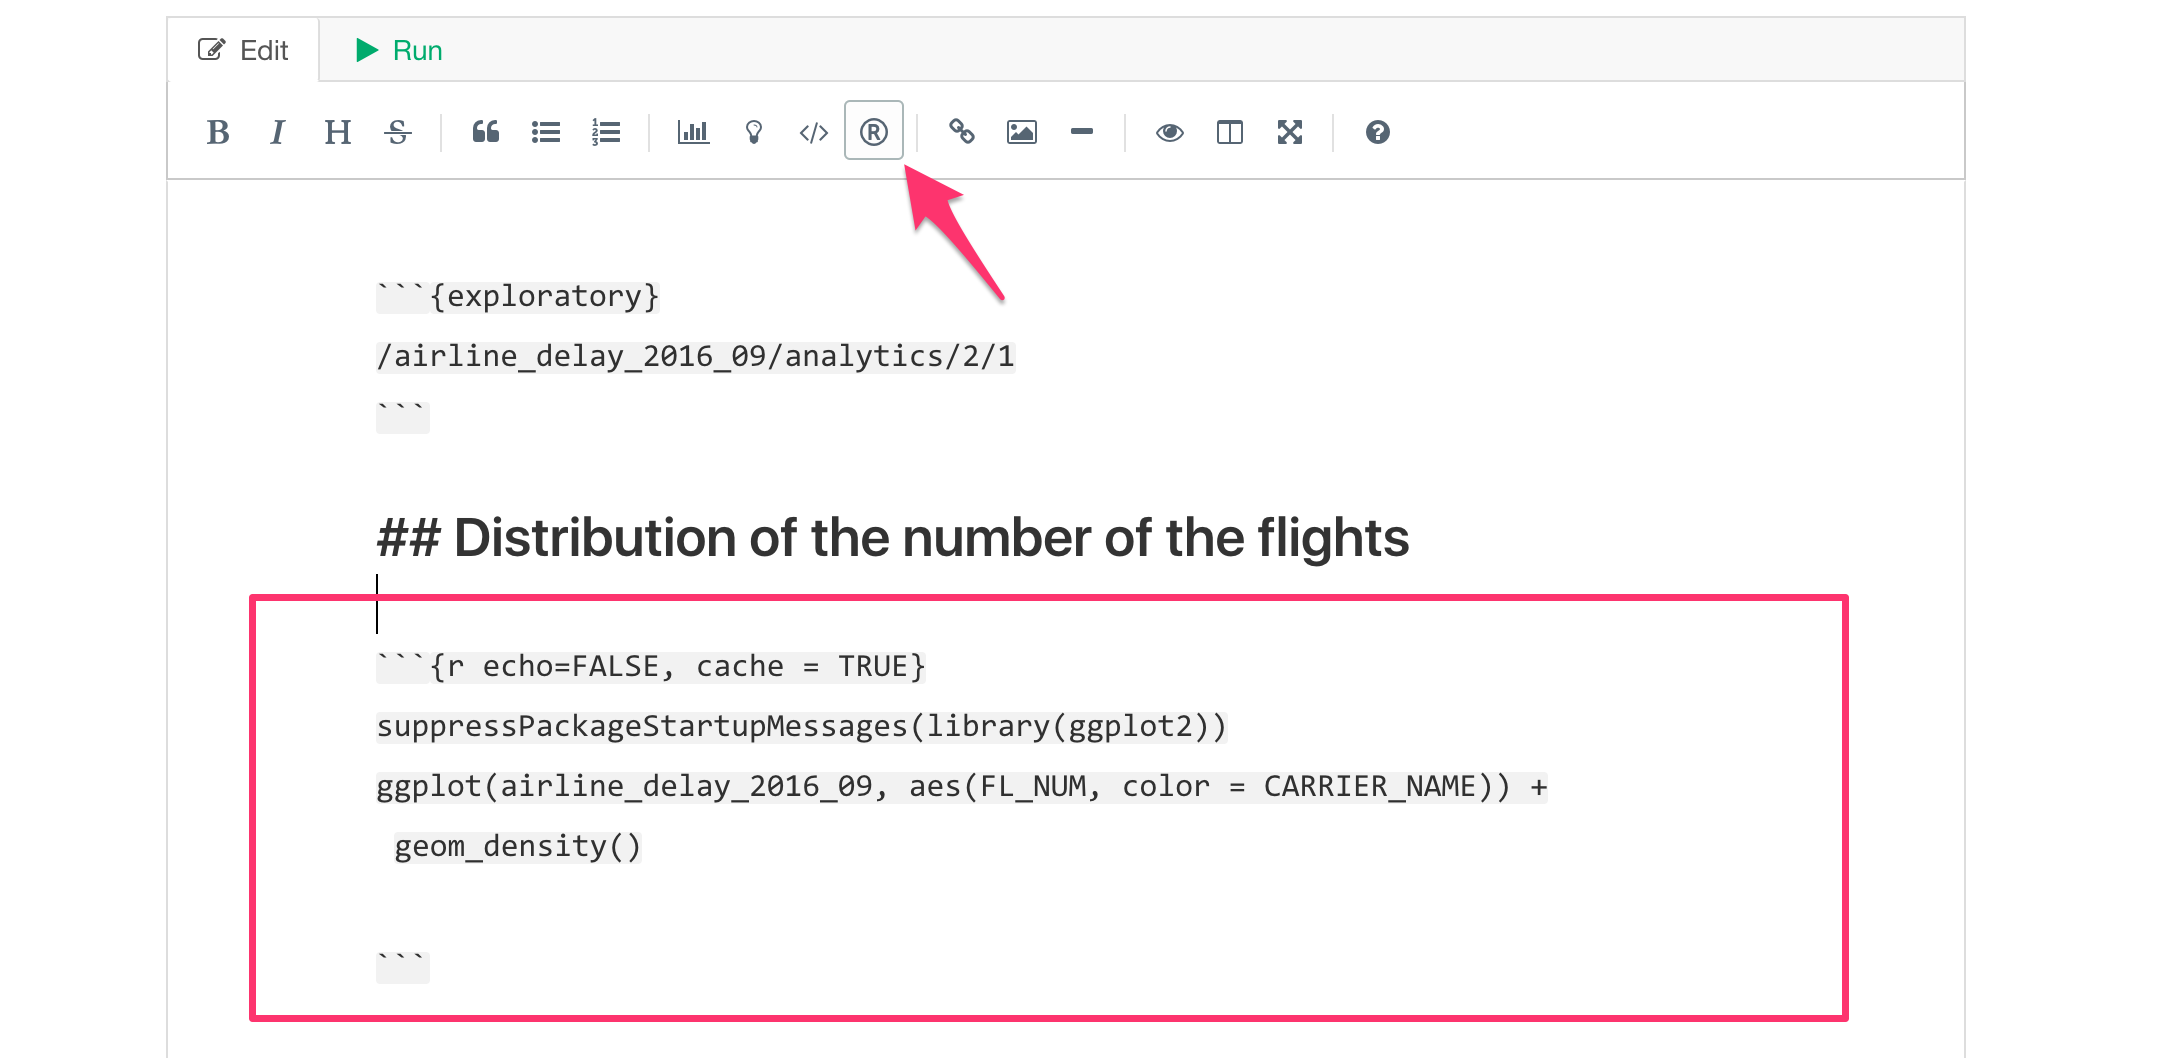 Edit Run
B I H S </> ®
```{exploratory}
/airline_delay_2016_09/analytics/2/1
```
## Distribution of the number of the flights
```{r echo=FALSE, cache = TRUE}
suppressPackageStartupMessages(library(ggplot2))
ggplot(airline_delay_2016_09, aes(FL_NUM, color = CARRIER_NAME)) +
 geom_density()
```